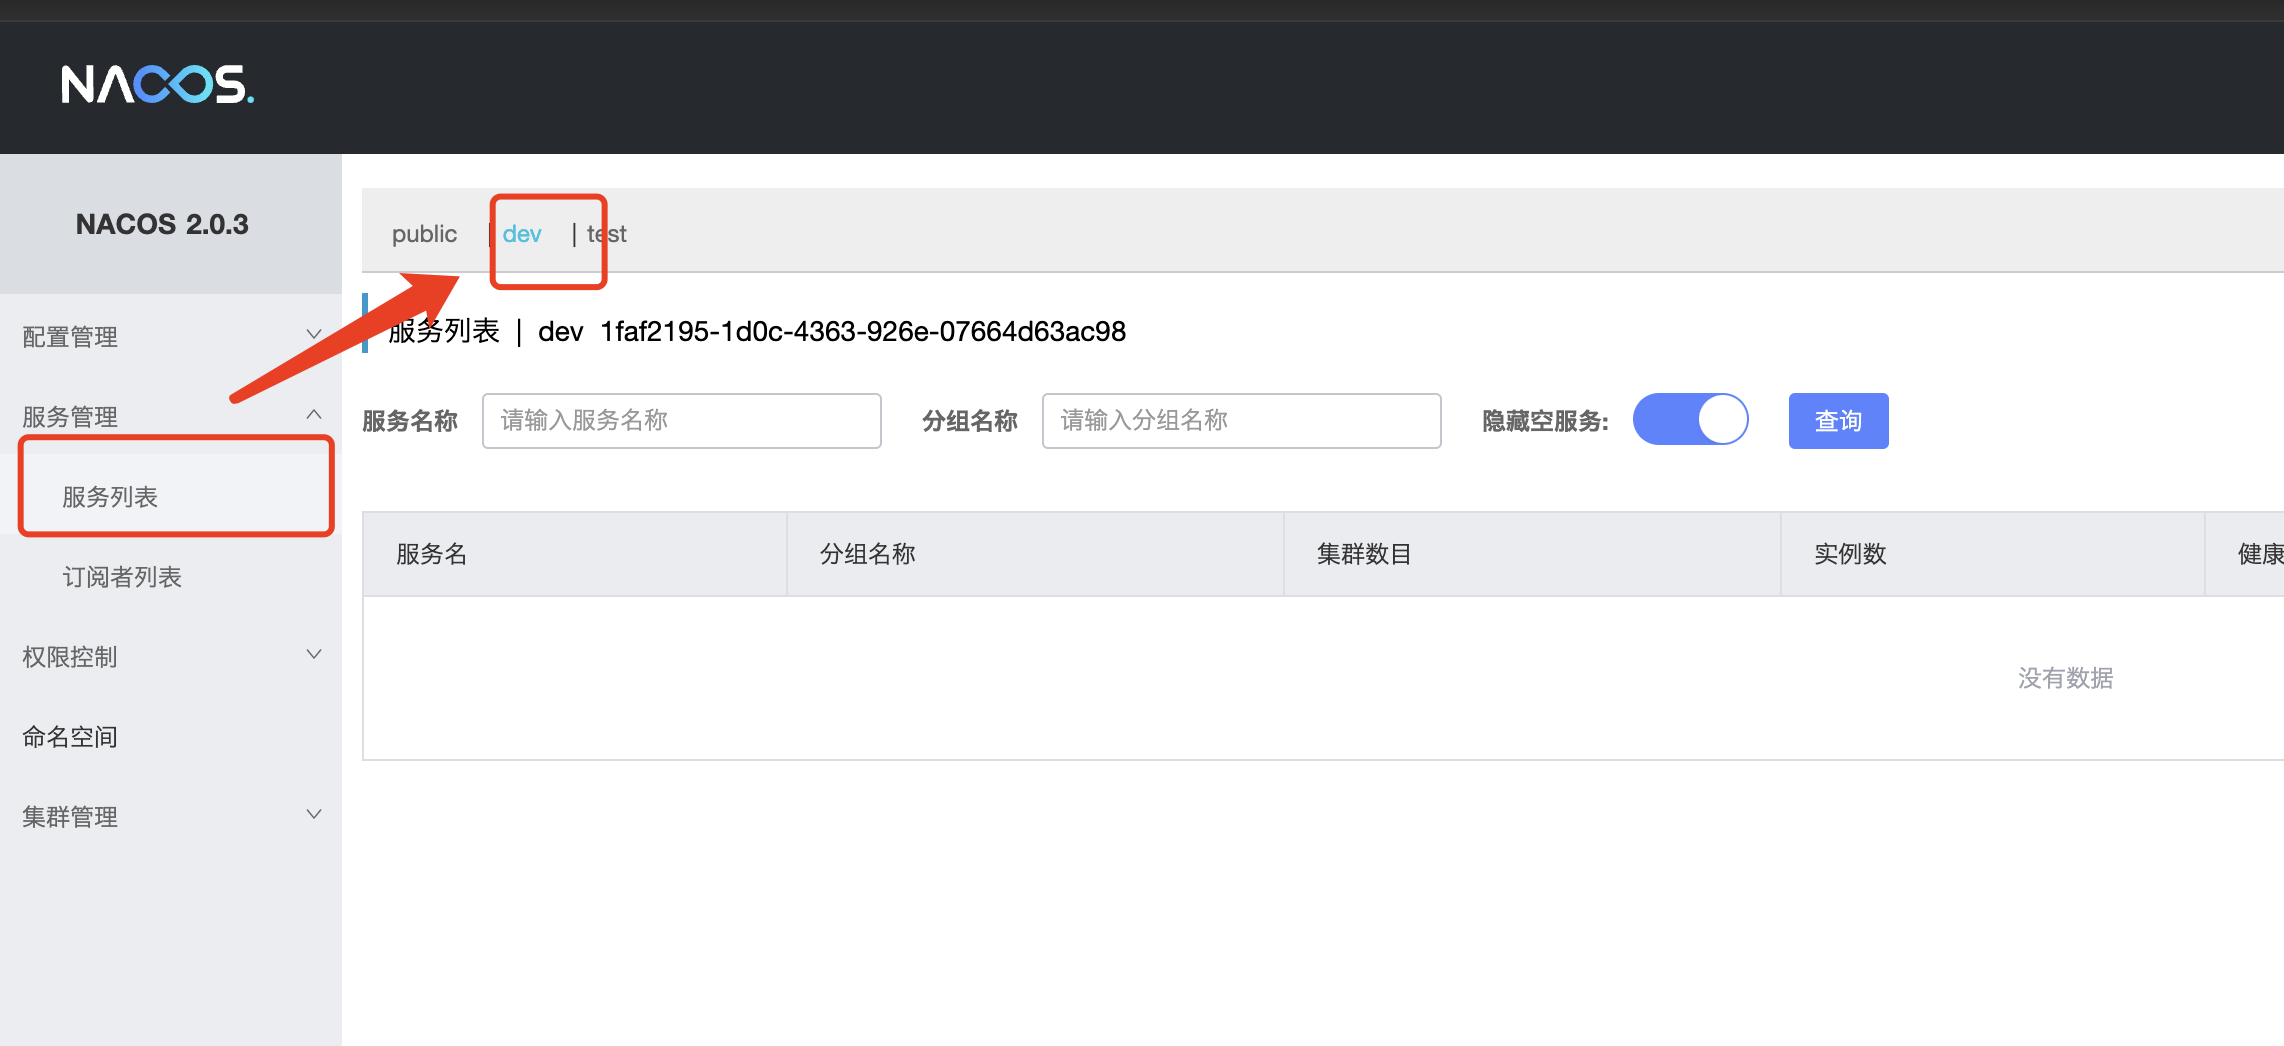 NACOS.
NACOS 2.0.3
配置管理
服务管理
服务列表
订阅者列表
权限控制
命名空间
集群管理
public | dev | test
服务列表 | dev 1faf2195-1d0c-4363-926e-07664d63ac98
服务名称 请输入服务名称 分组名称 请输入分组名称 隐藏空服务: 查询
服务名 分组名称 集群数目 实例数 健康
没有数据